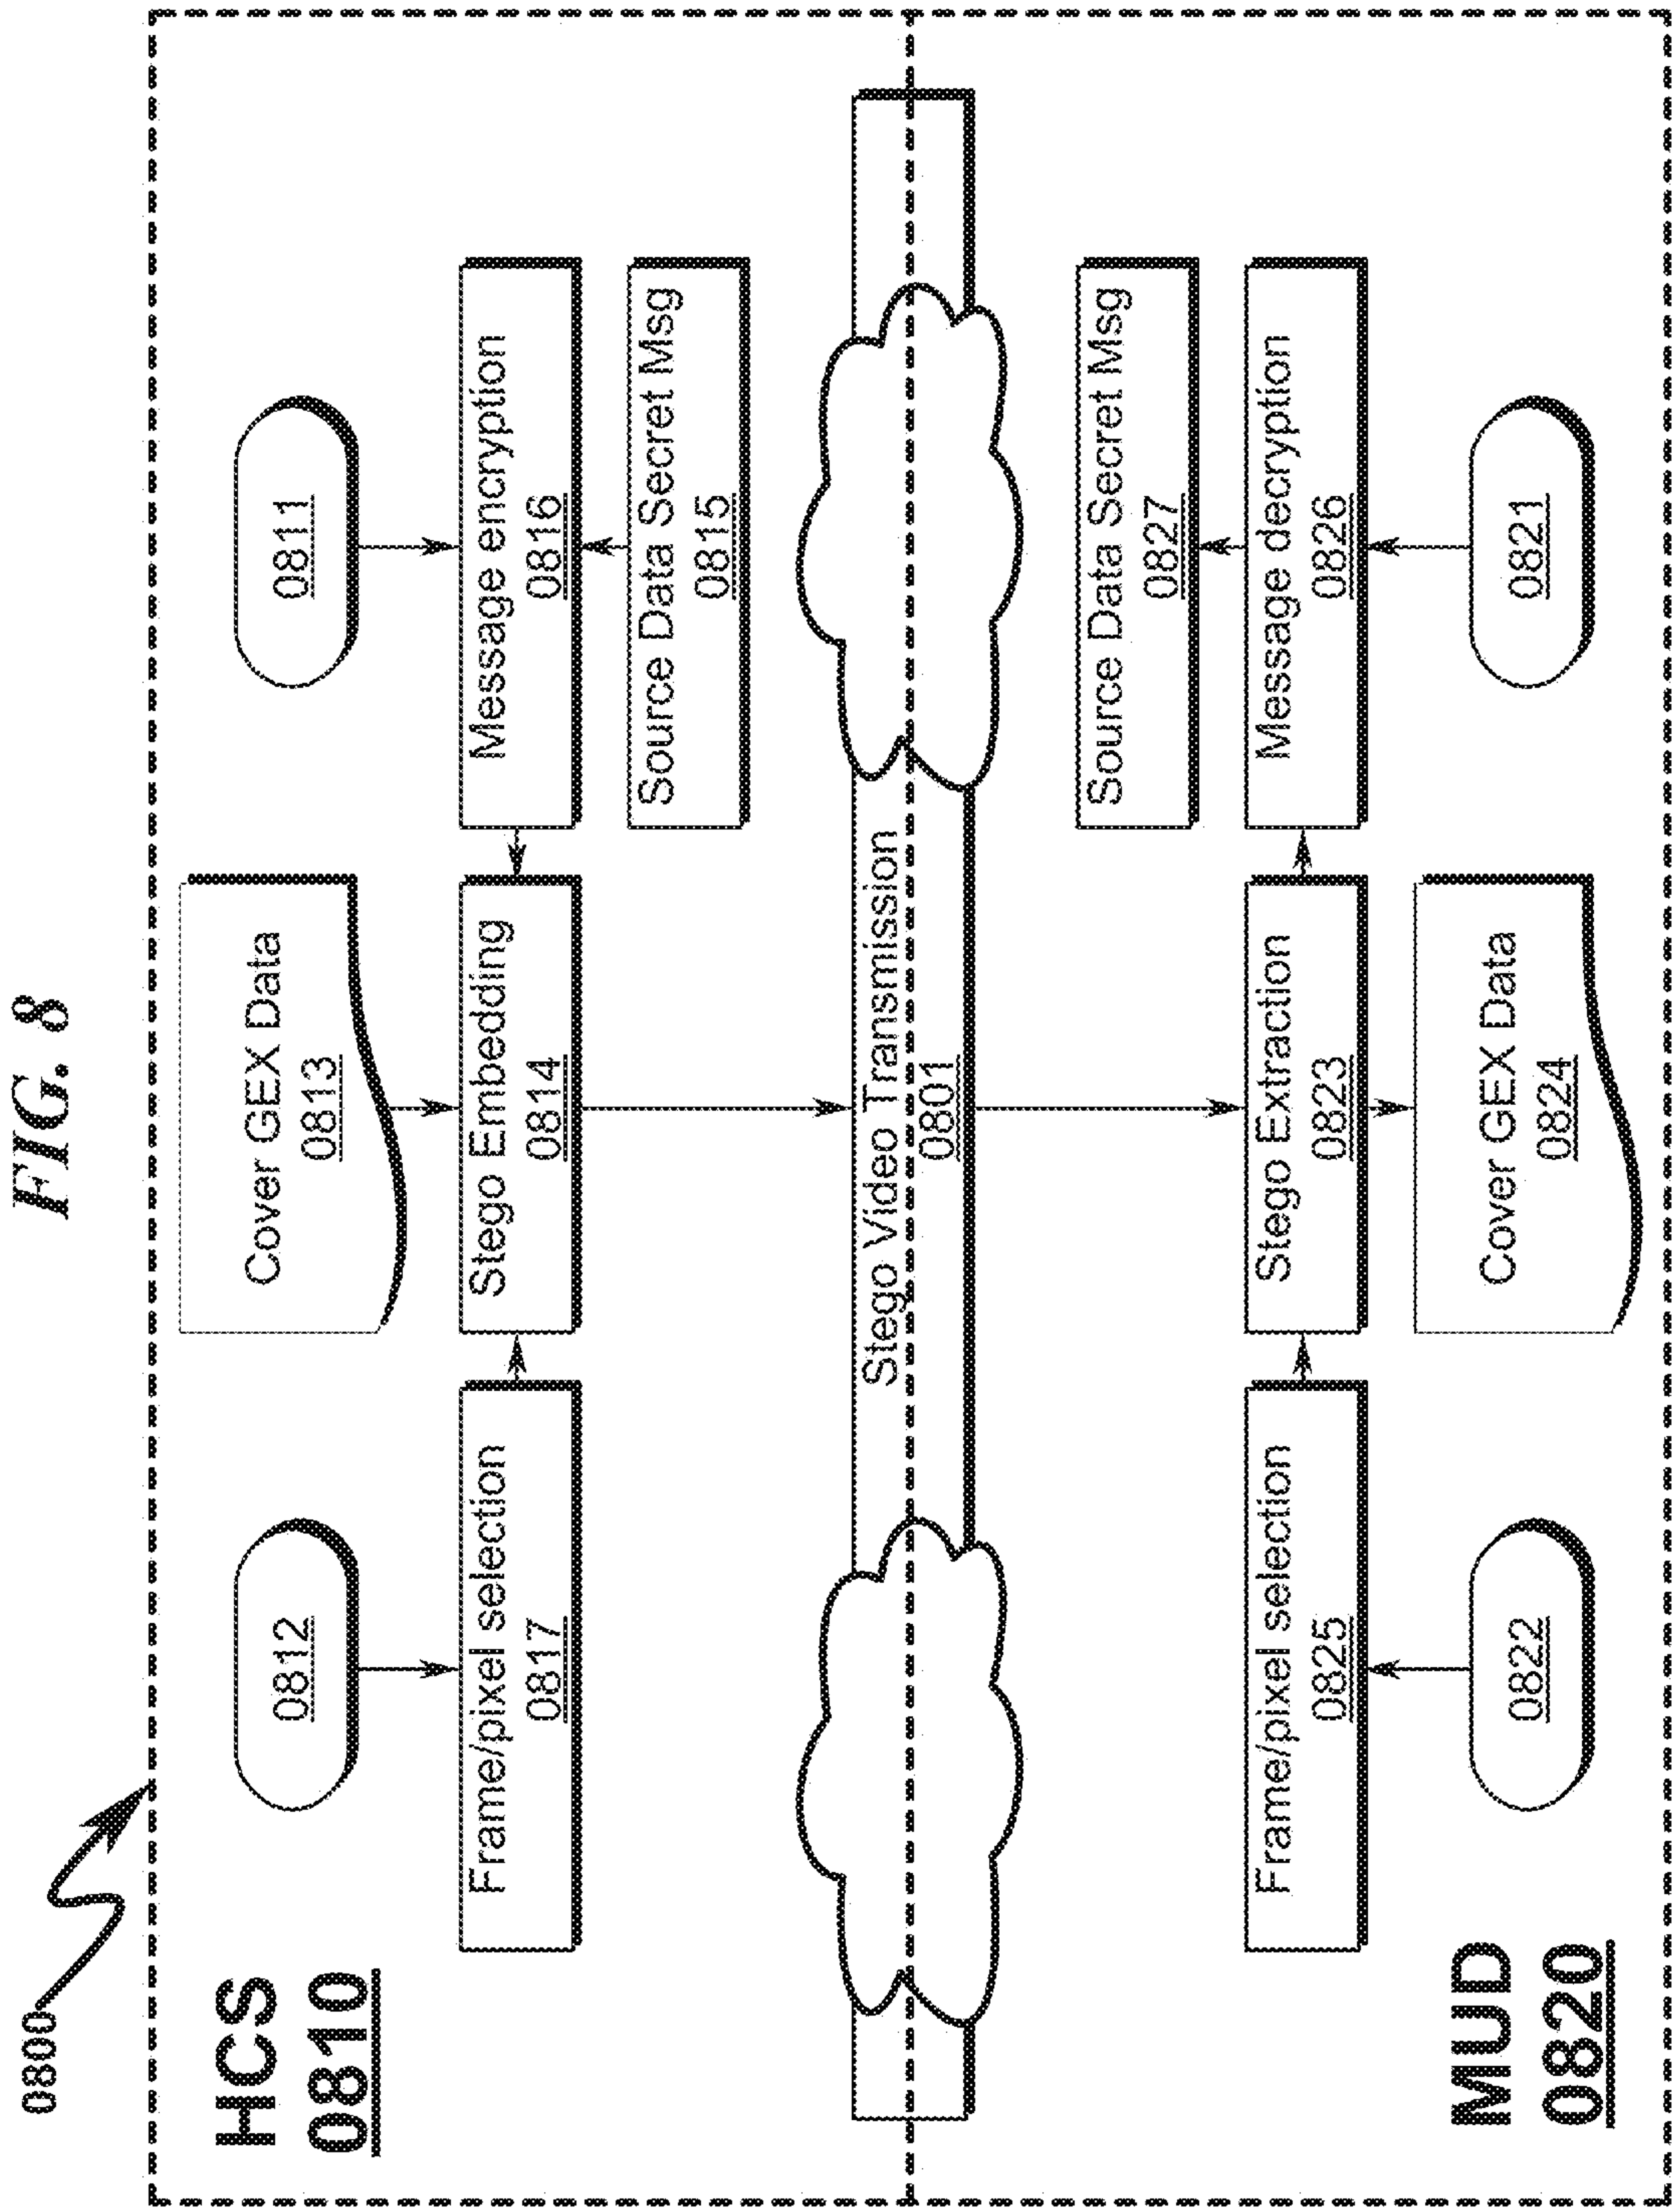 FIG. 8
0800
HCS
0810
0812
Cover GEX Data
0813
0811
Frame/pixel selection
0817
Stego Embedding
0814
Message encryption
0816
Source Data Secret Msg
0815
Stego Video Transmission
0801
Source Data Secret Msg
0827
Frame/pixel selection
0825
Stego Extraction
0823
Message decryption
0826
MUD
0820
0822
Cover GEX Data
0824
0821